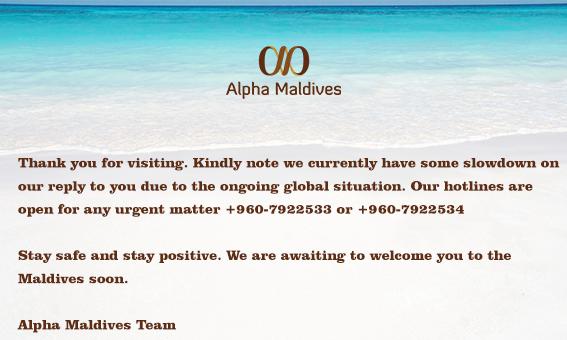 Alpha Maldives
Thank you for visiting. Kindly note we currently have some slowdown on
our reply to you due to the ongoing global situation. Our hotlines are
open for any urgent matter +960-7922533 or +960-7922534
Stay safe and stay positive. We are awaiting to welcome you to the
Maldives soon.
Alpha Maldives Team